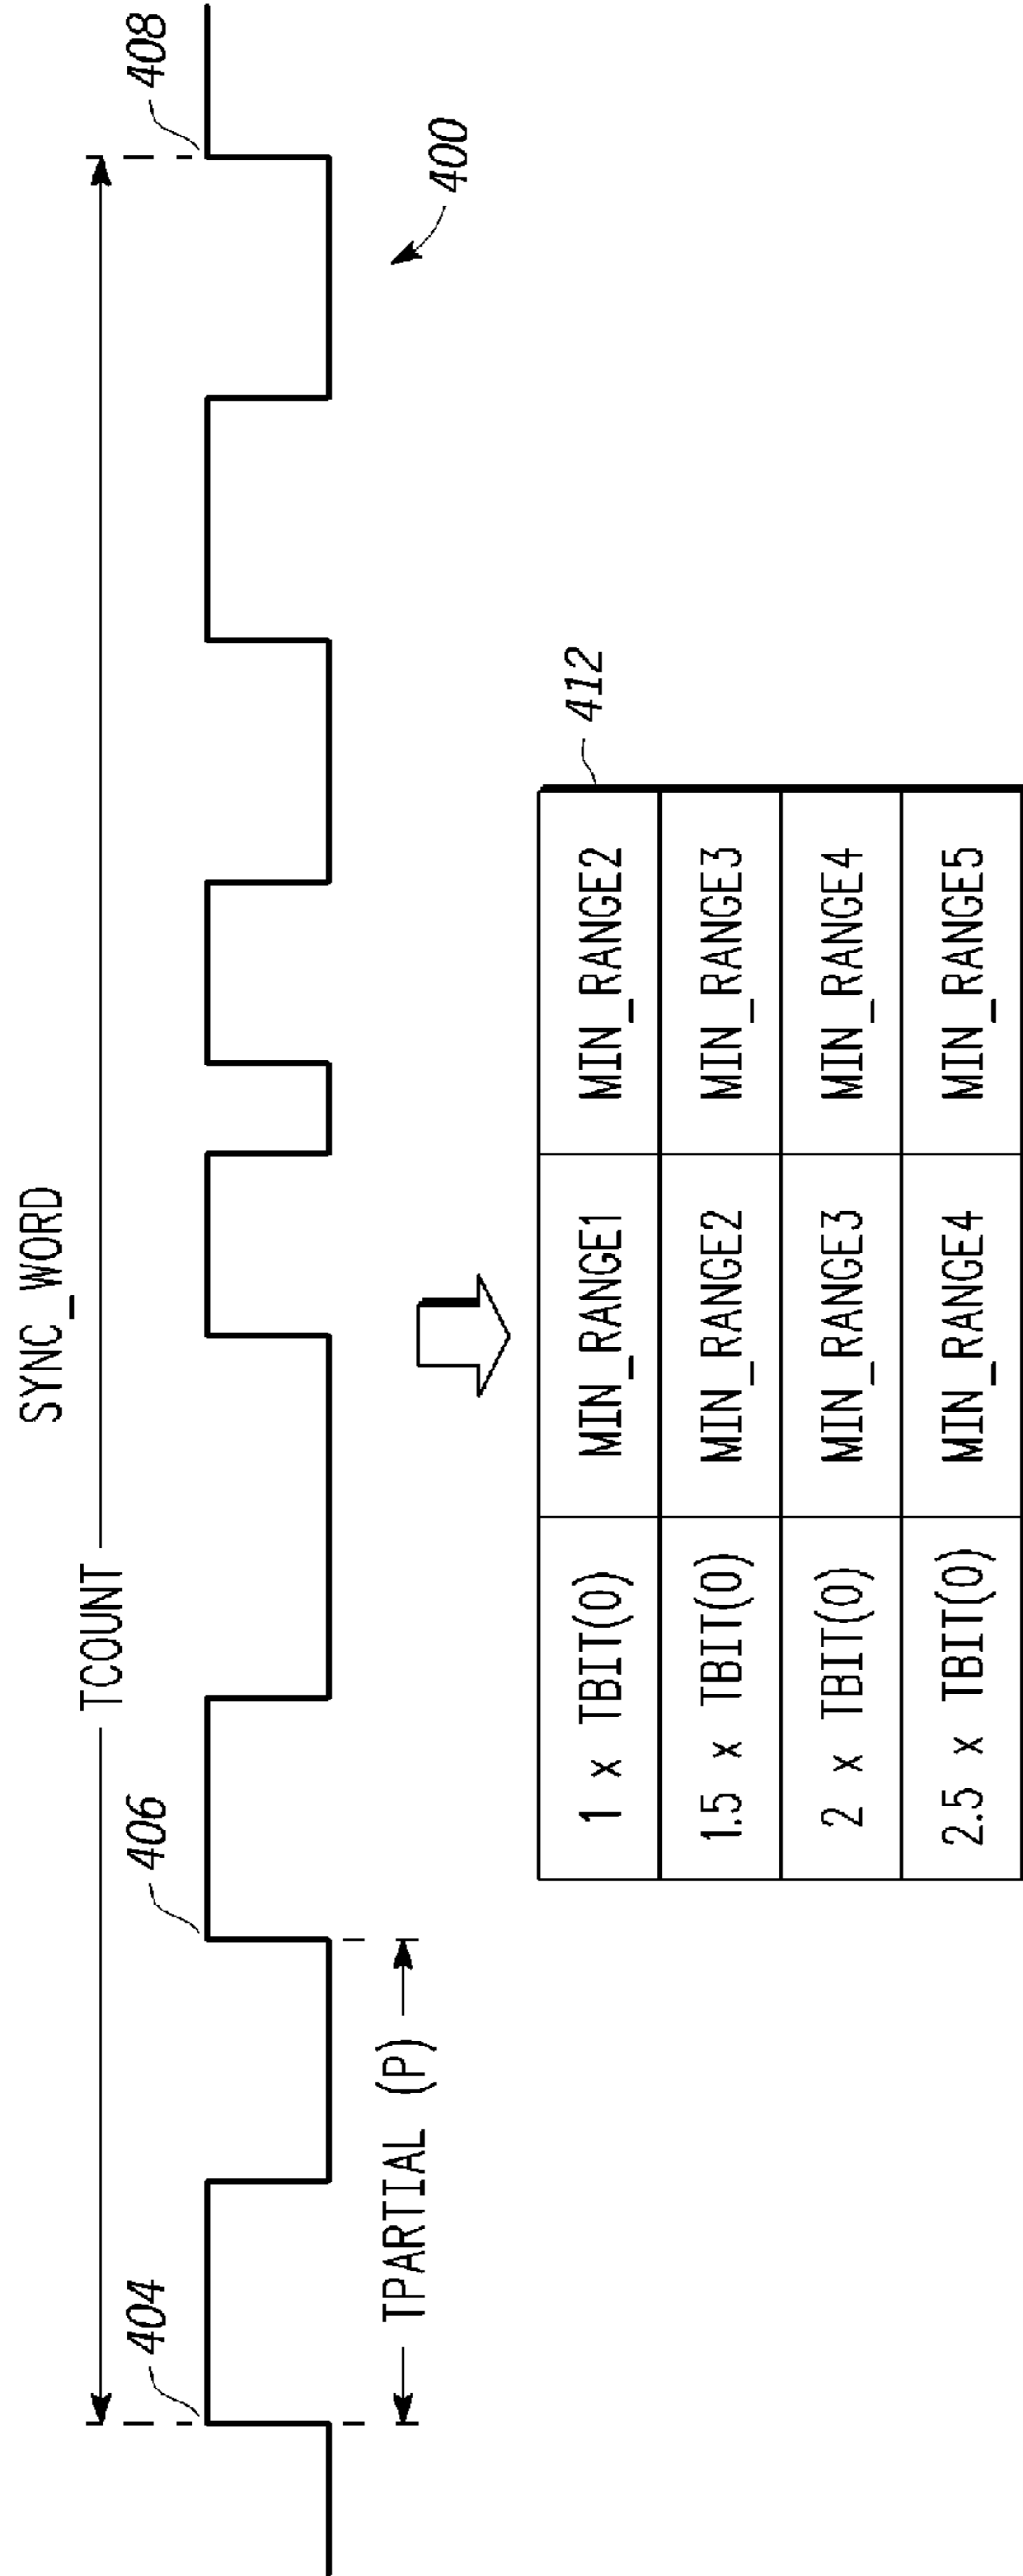 SYNC_WORD
TCOUNT
404
406
408
TPARTIAL (P)
400
412
1 x TBIT(0) MIN_RANGE1 MIN_RANGE2
1.5 x TBIT(0) MIN_RANGE2 MIN_RANGE3
2 x TBIT(0) MIN_RANGE3 MIN_RANGE4
2.5 x TBIT(0) MIN_RANGE4 MIN_RANGE5